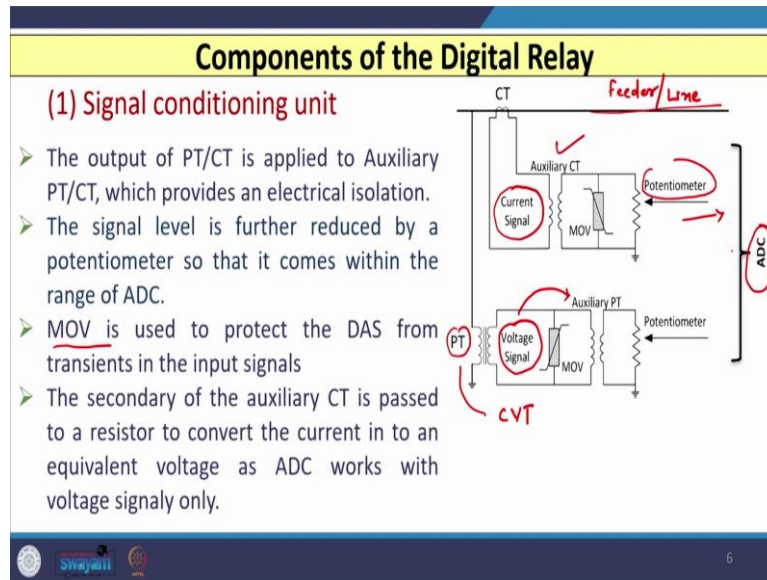 Components of the Digital Relay
(1) Signal conditioning unit
➢ The output of PT/CT is applied to Auxiliary
PT/CT, which provides an electrical isolation.
➢ The signal level is further reduced by a
potentiometer so that it comes within the
range of ADC.
➢ MOV is used to protect the DAS from
transients in the input signals
➢ The secondary of the auxiliary CT is passed
to a resistor to convert the current in to an
equivalent voltage as ADC works with
voltage signaly only.
CT
Feeder/Line
Auxiliary CT
Current
Signal
MOV
Potentiometer
ADC
PT
Voltage
Signal
MOV
Auxiliary PT
Potentiometer
CVT
swayam
6